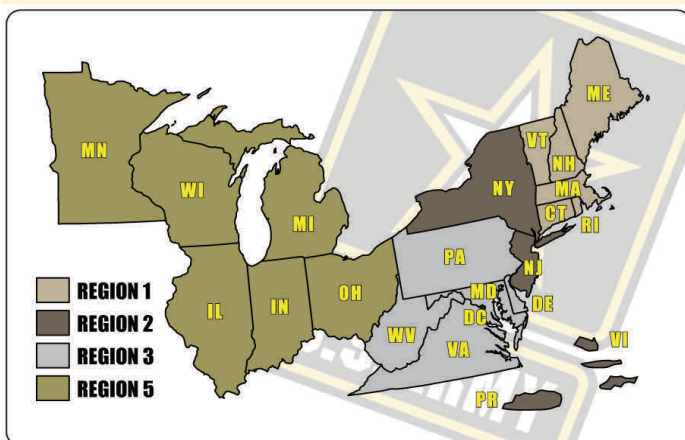 ME
VT
MN
NH
NY
WI
MA
CT
MI
RI
PA
NJ
REGION 1
MD
OH
DE
IL
IN
REGION 2
DC
WV
VI
VA
REGION 3
REGION 5
PR
U.S. ARMY